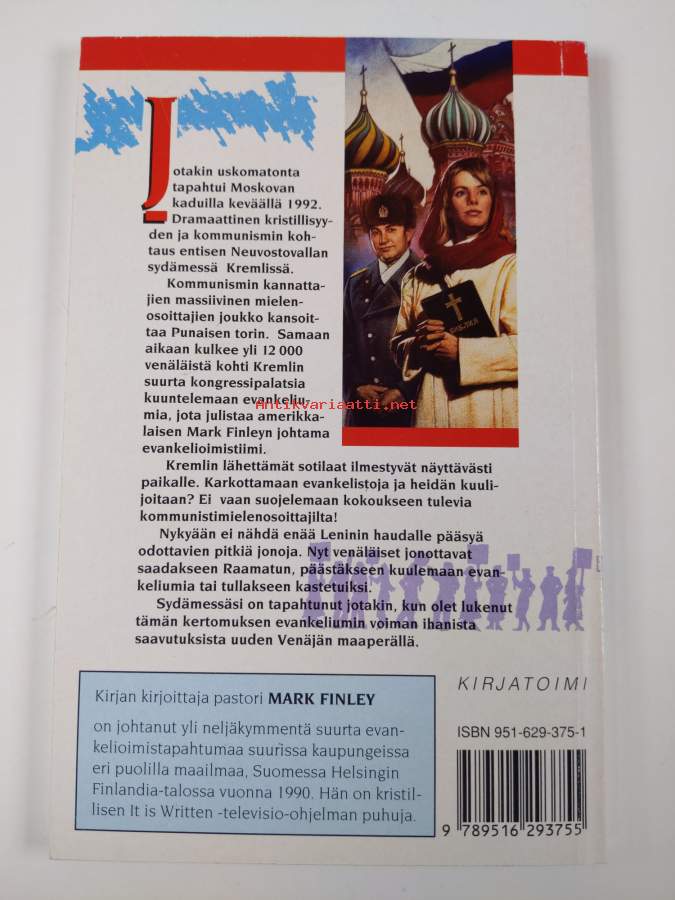 Jotakin uskomatonta
tapahtui Moskovan
kaduilla keväällä 1992.
Dramaattinen kristillisyy-
den ja kommunismin koh-
taus entisen Neuvostovallan
sydämessä Kremlissä.
Kommunismin kannatta-
jien massiivinen mielen-
osoittajien joukko kansoit-
taa Punaisen torin. Samaan
aikaan kulkee yli 12 000
venäläistä kohti Kremlin
suurta kongressipalatsia
kuuntelemaan evankeliu-
mia, jota julistaa amerikka-
laisen Mark Finleyn johtama
evankelioimistiimi.
Kremlin lähettämät sotilaat ilmestyvät näyttävästi
paikalle. Karkottamaan evankelistoja ja heidän kuuli-
joitaan? Ei vaan suojelemaan kokoukseen tulevia
kommunistimielenosoittajilta!
Nykyään ei nähdä enää Leninin haudalle pääsyä
odottavien pitkiä jonoja. Nyt venäläiset jonottavat
saadakseen Raamatun, päästäkseen kuulemaan evan-
keliumia tai tullakseen kastetuiksi.
Sydämessäsi on tapahtunut jotakin, kun olet lukenut
tämän kertomuksen evankeliumin voiman ihanista
saavutuksista uuden Venäjän maaperällä.
БИБЛИЯ
Antikvariaatti.net
Kirjan kirjoittaja pastori MARK FINLEY
on johtanut yli neljäkymmentä suurta evan-
kelioimistapahtumaa suurissa kaupungeissa
eri puolilla maailmaa, Suomessa Helsingin
Finlandia-talossa vuonna 1990. Hän on kristil-
lisen It is Written -televisio-ohjelman puhuja.
KIRJATOIMI
ISBN 951-629-375-1
9 789516 293755